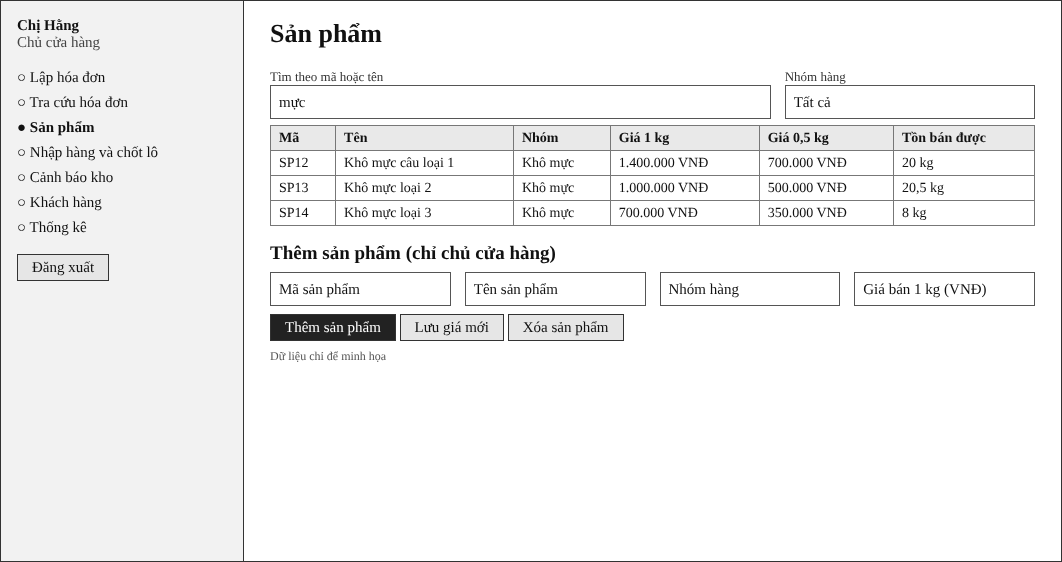 Chị Hằng
Chủ cửa hàng
○ Lập hóa đơn
○ Tra cứu hóa đơn
● Sản phẩm
○ Nhập hàng và chốt lô
○ Cảnh báo kho
○ Khách hàng
○ Thống kê
Đăng xuất
Sản phẩm
Tìm theo mã hoặc tên Nhóm hàng
mực Tất cả
Mã Tên Nhóm Giá 1 kg Giá 0,5 kg Tồn bán được
SP12 Khô mực câu loại 1 Khô mực 1.400.000 VNĐ 700.000 VNĐ 20 kg
SP13 Khô mực loại 2 Khô mực 1.000.000 VNĐ 500.000 VNĐ 20,5 kg
SP14 Khô mực loại 3 Khô mực 700.000 VNĐ 350.000 VNĐ 8 kg
Thêm sản phẩm (chỉ chủ cửa hàng)
Mã sản phẩm Tên sản phẩm Nhóm hàng Giá bán 1 kg (VNĐ)
Thêm sản phẩm Lưu giá mới Xóa sản phẩm
Dữ liệu chỉ để minh họa